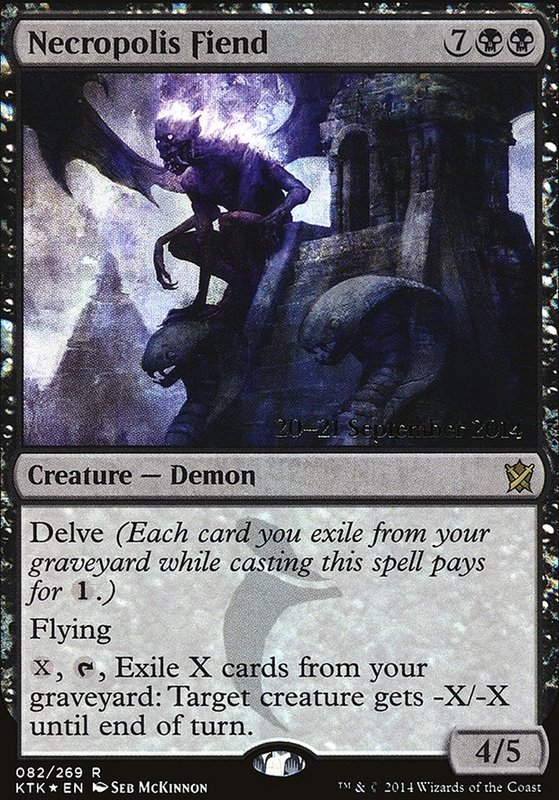 Necropolis Fiend 7
20–21 September 2014
Creature — Demon
Delve (Each card you exile from your
graveyard while casting this spell pays
for 1.)
Flying
X, T, Exile X cards from your
graveyard: Target creature gets -X/-X
until end of turn.
4/5
082/269 R
KTK ★ EN Seb McKinnon
™ & © 2014 Wizards of the Coast